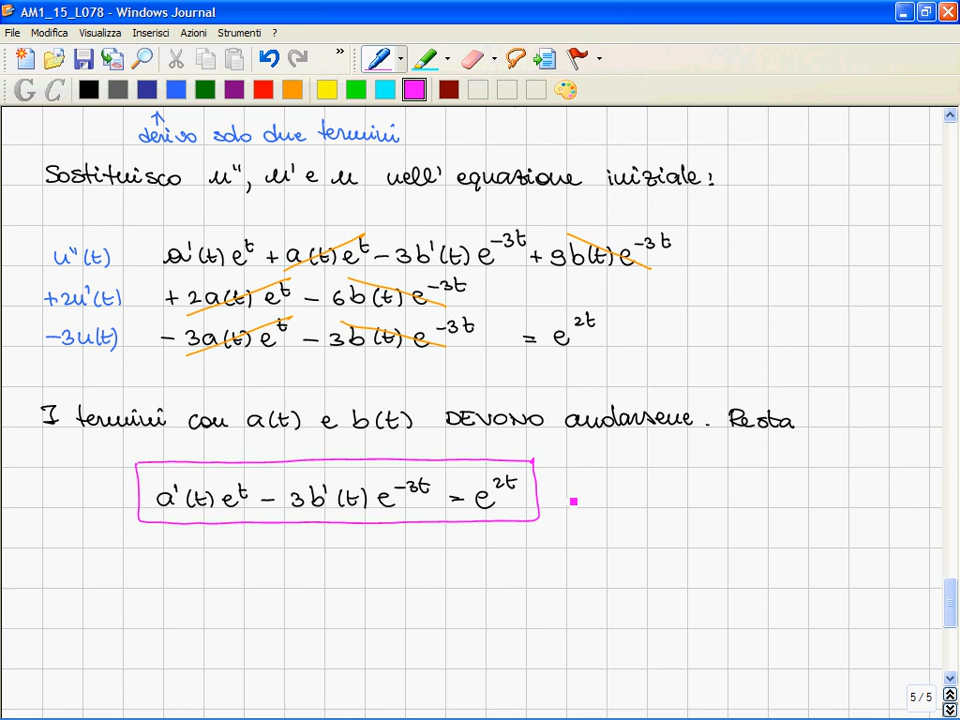 AM1_15_L078 - Windows Journal
File Modifica Visualizza Inserisci Azioni Strumenti ?
G C
derivo solo due termini
Sostituisco u'', u' e u nell'equazione iniziale:
u''(t) a'(t)e^t + a(t)e^t - 3b'(t)e^{-3t} + 9b(t)e^{-3t}
+2u'(t) + 2a(t)e^t - 6b(t)e^{-3t}
-3u(t) - 3a(t)e^t - 3b(t)e^{-3t} = e^{2t}
I termini con a(t) e b(t) DEVONO andarsene. Resta
a'(t)e^t - 3b'(t)e^{-3t} = e^{2t}
5 / 5